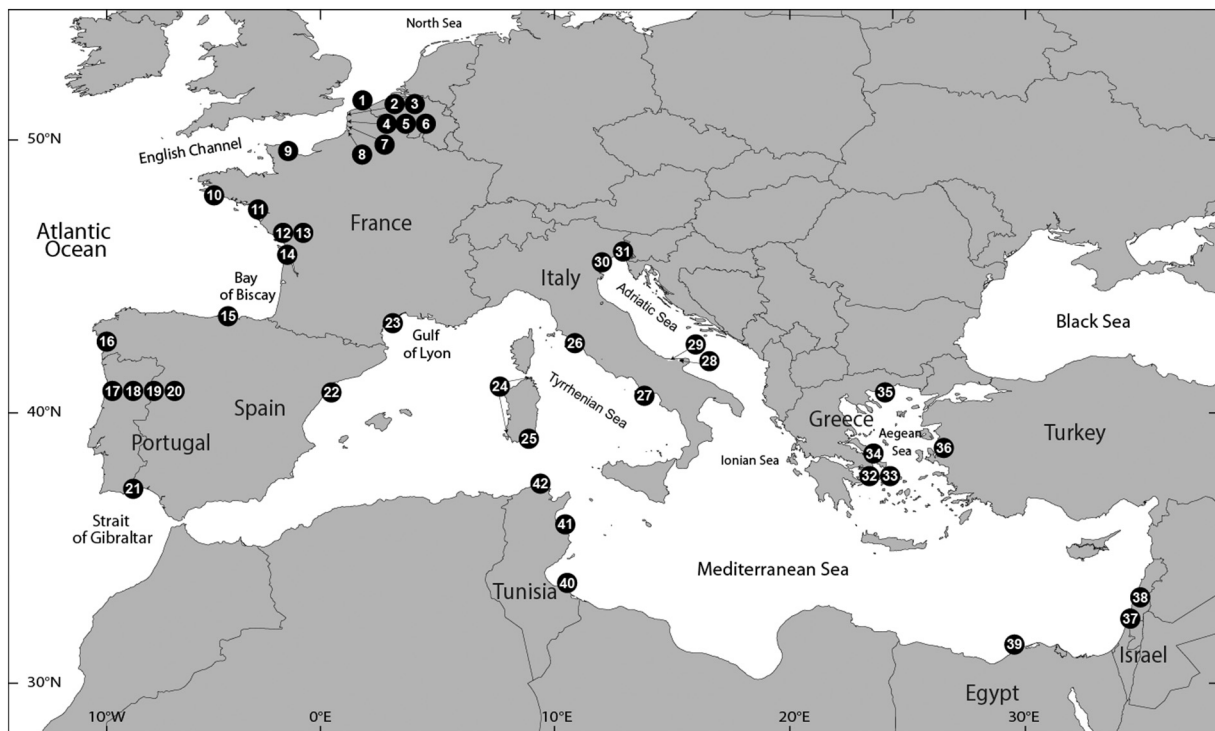 North Sea
1
2
3
4
5
6
50°N
7
English Channel
9
8
10
11
France
Atlantic
Ocean
12
13
14
31
30
Italy
Bay
of Biscay
Adriatic Sea
15
23
Gulf
of Lyon
Black Sea
16
26
29
28
24
Tyrrhenian Sea
17
18
19
20
22
27
35
40°N
Spain
Greece
Turkey
Portugal
Aegean
Sea
25
34
36
Ionian Sea
42
32
33
21
Strait
of Gibraltar
41
Mediterranean Sea
40
Tunisia
38
37
39
Israel
30°N
Egypt
10°W
0°E
10°E
20°E
30°E